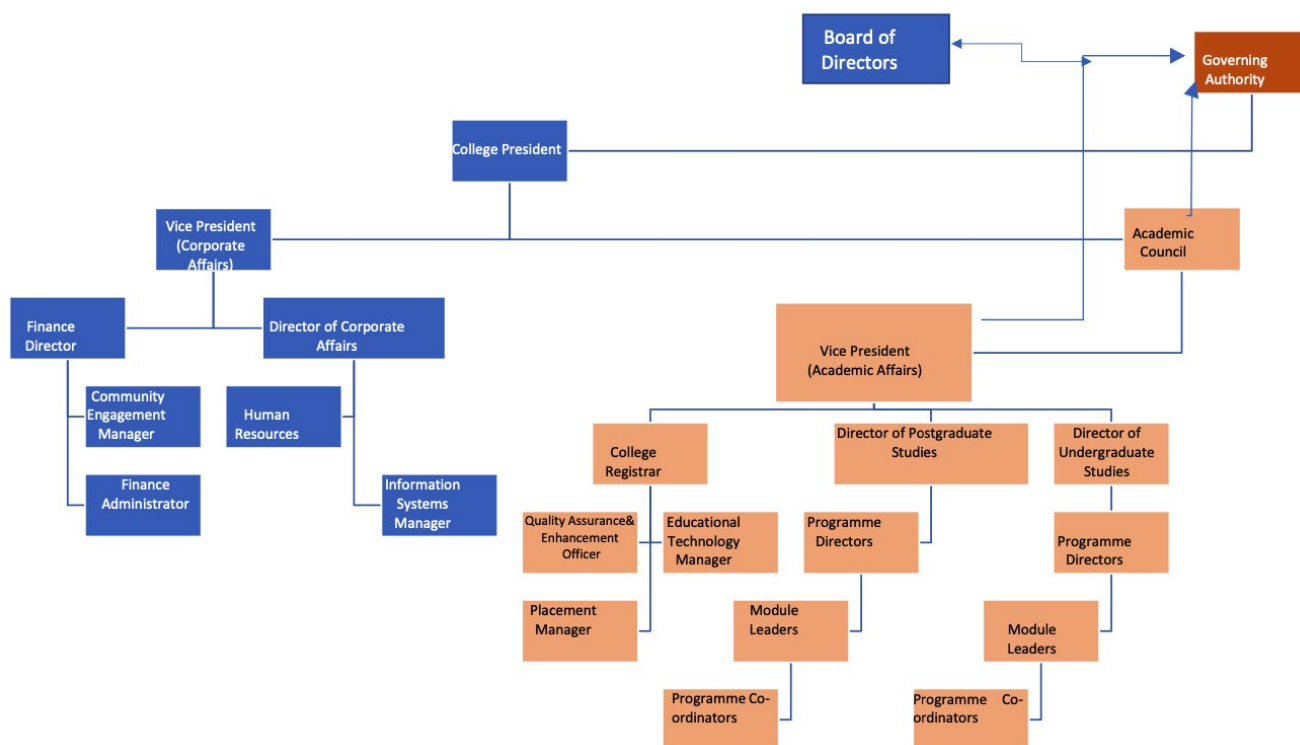 Board of
Directors
Governing
Authority
College President
Vice President
(Corporate
Affairs)
Academic
Council
Finance
Director
Director of Corporate
Affairs
Vice President
(Academic Affairs)
Community
Engagement
Manager
Human
Resources
Finance
Administrator
Information
Systems
Manager
College
Registrar
Director of Postgraduate
Studies
Director of
Undergraduate
Studies
Quality Assurance&
Enhancement
Officer
Educational
Technology
Manager
Programme
Directors
Programme
Directors
Placement
Manager
Module
Leaders
Module
Leaders
Programme Co-
ordinators
Programme Co-
ordinators